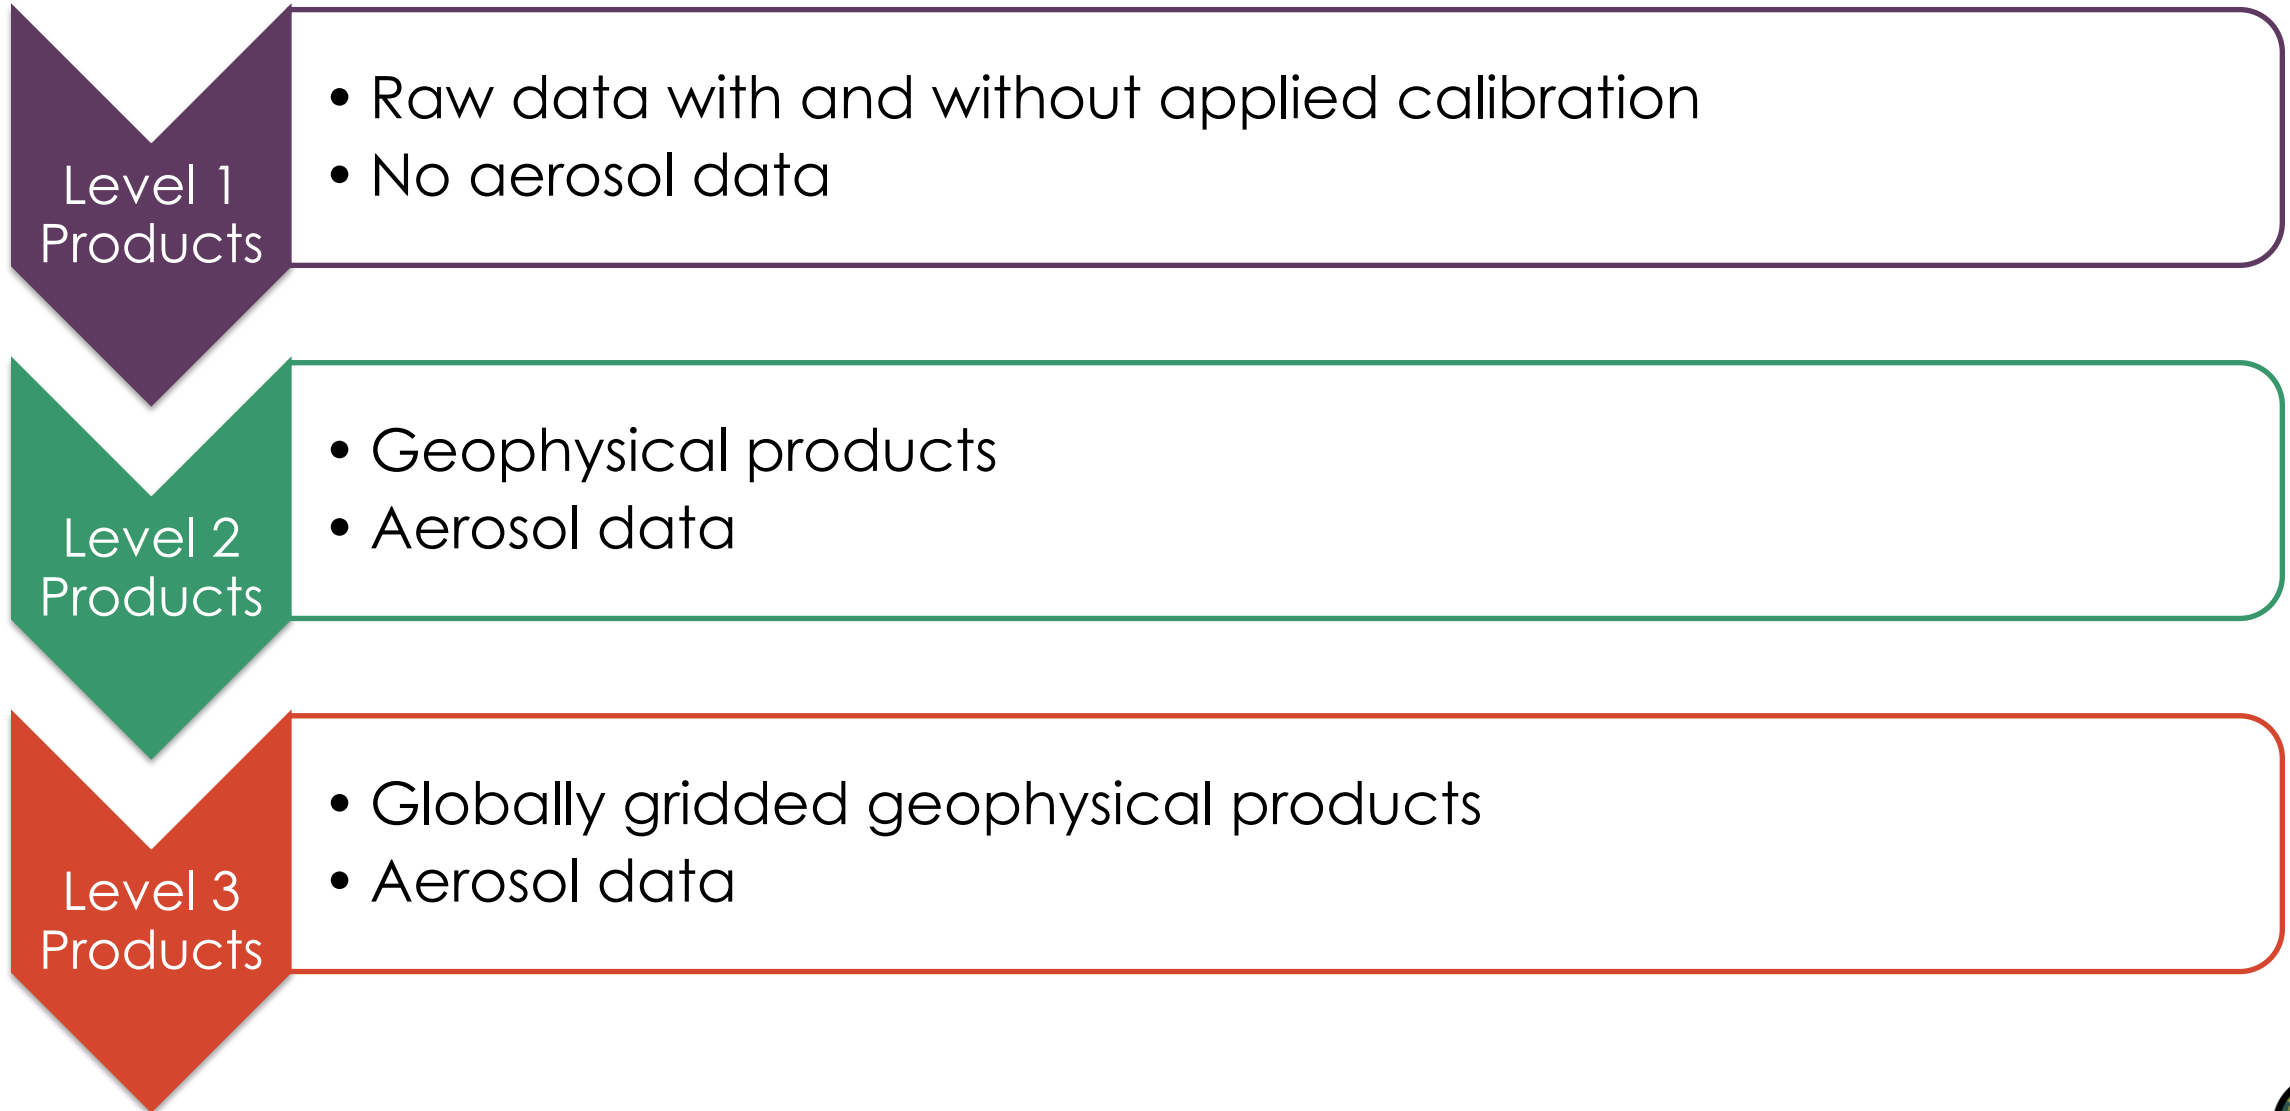 Level 1
Products
• Raw data with and without applied calibration
• No aerosol data
Level 2
Products
• Geophysical products
• Aerosol data
Level 3
Products
• Globally gridded geophysical products
• Aerosol data